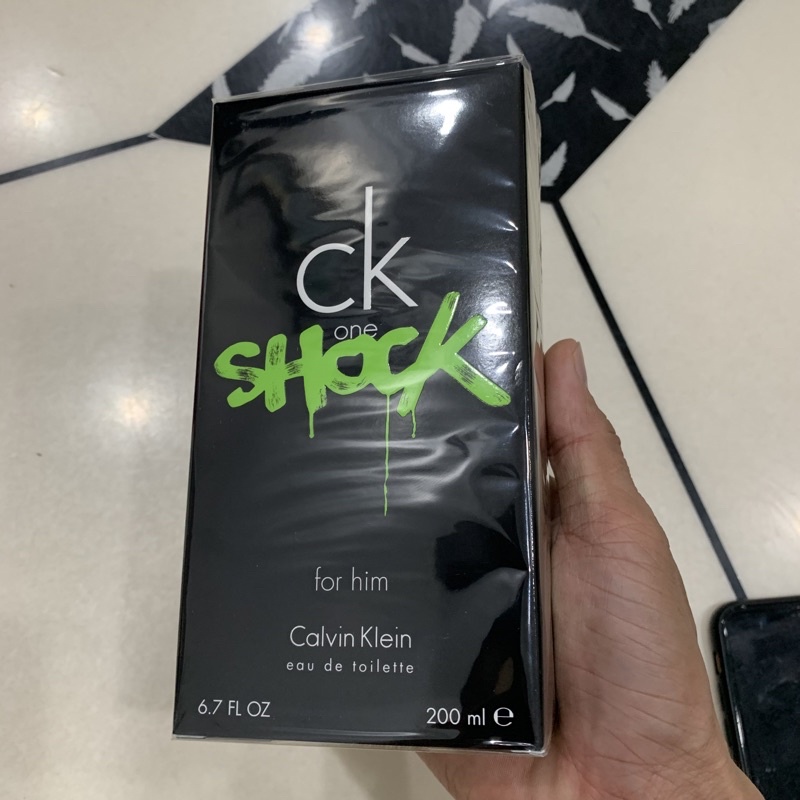 ck
one
SHOCK
for him
Calvin Klein
eau de toilette
6.7 FL OZ
200 ml ℮